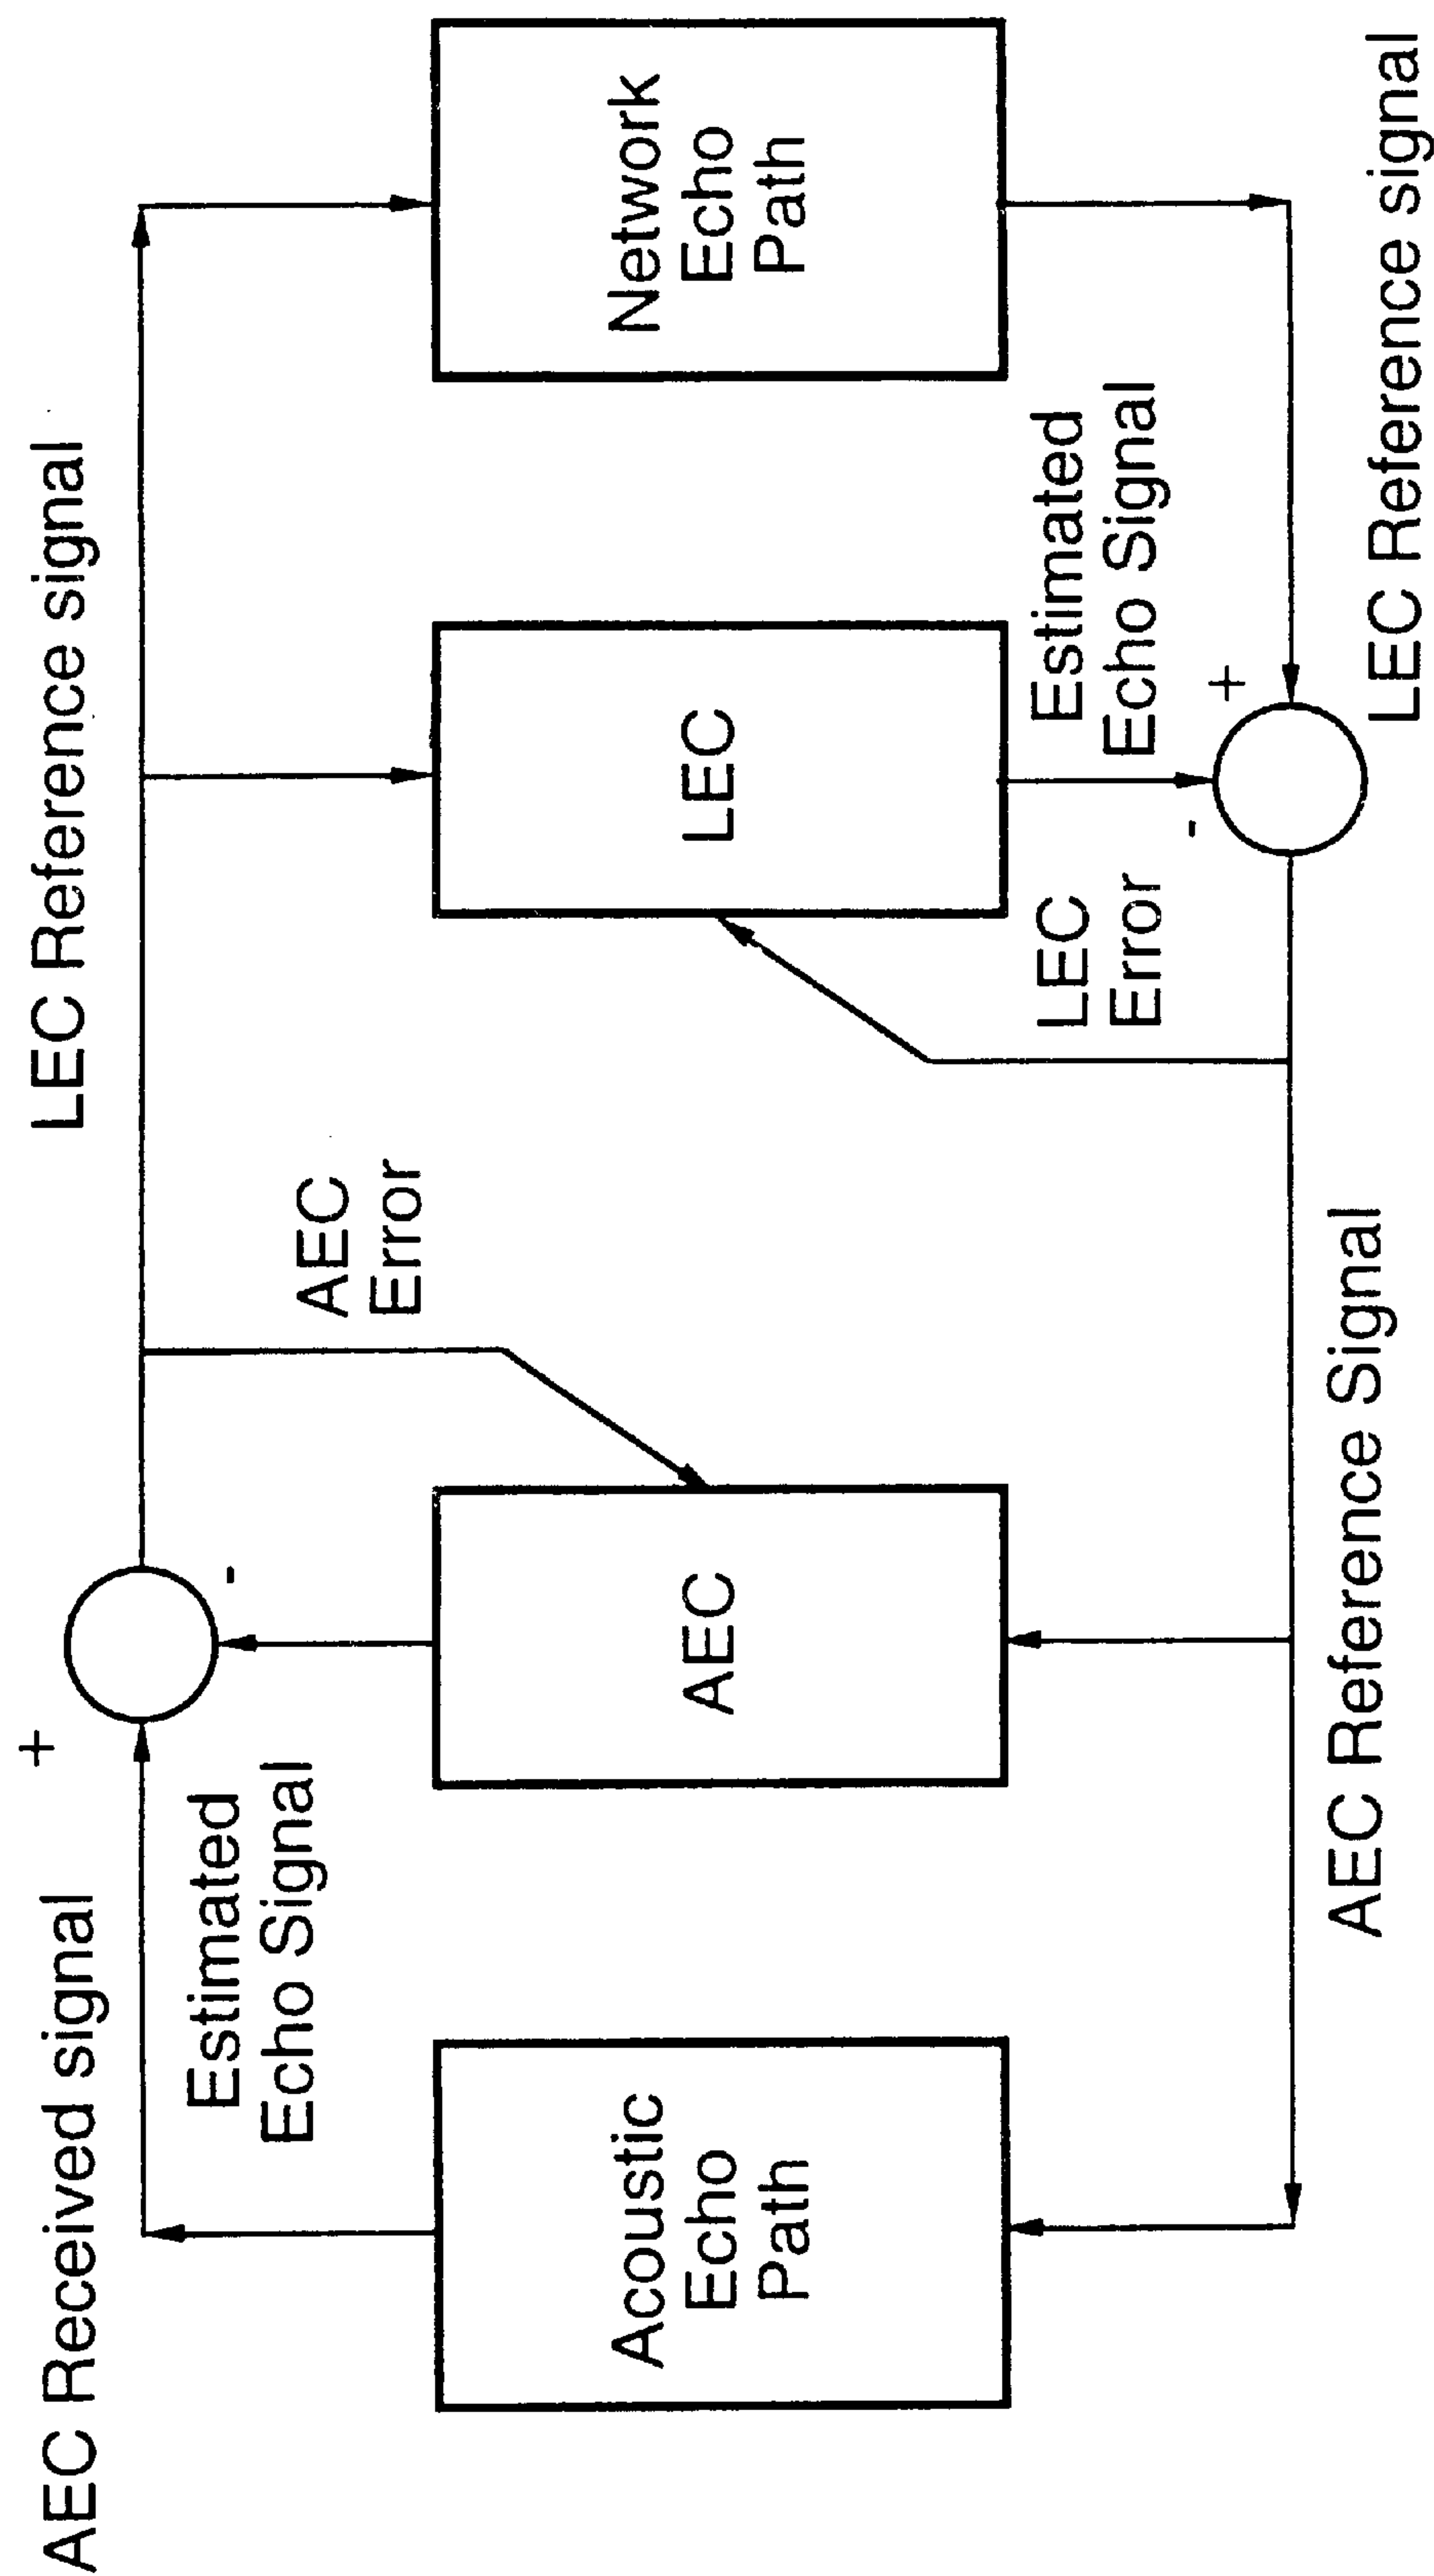 AEC Received signal
LEC Reference signal
+
-
Estimated
Echo Signal
AEC
Error
Acoustic
Echo
Path
AEC
LEC
Network
Echo
Path
LEC
Error
Estimated
Echo Signal
-
+
AEC Reference Signal
LEC Reference signal